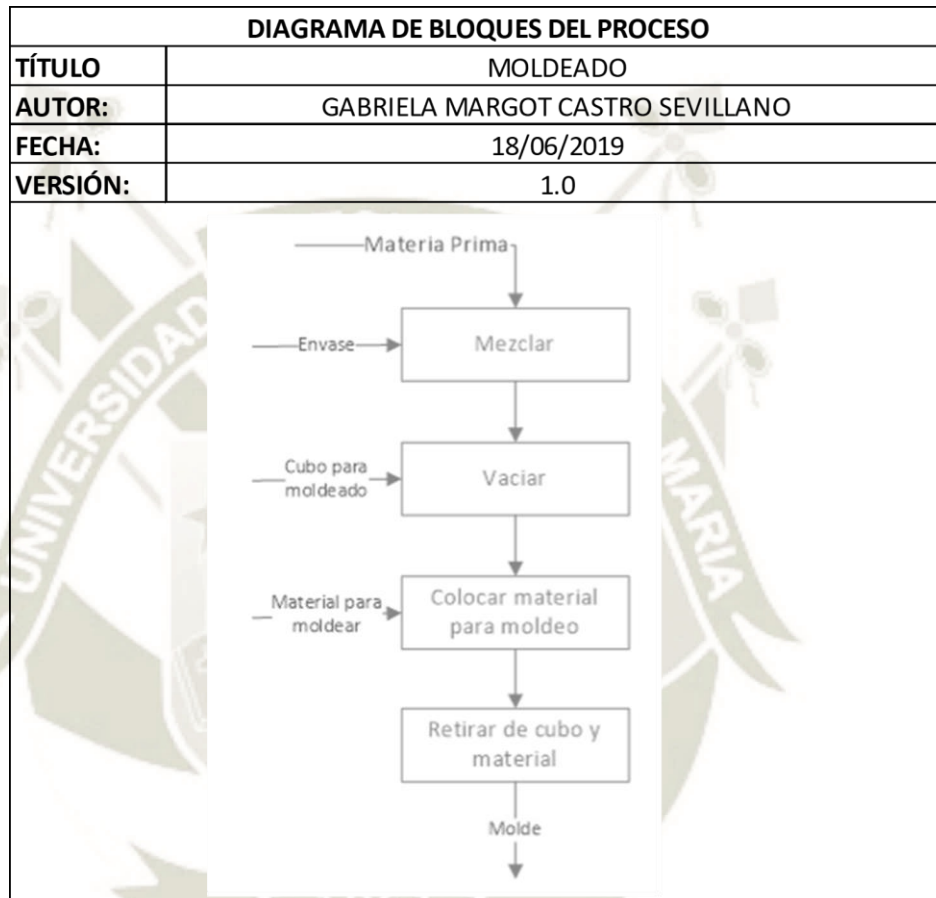 DIAGRAMA DE BLOQUES DEL PROCESO
TÍTULO MOLDEADO
AUTOR: GABRIELA MARGOT CASTRO SEVILLANO
FECHA: 18/06/2019
VERSIÓN: 1.0
Materia Prima
Envase
Mezclar
Cubo para
moldeado
Vaciar
Material para
moldear
Colocar material
para moldeo
Retirar de cubo y
material
Molde
UNIVERSIDAD
MARIA